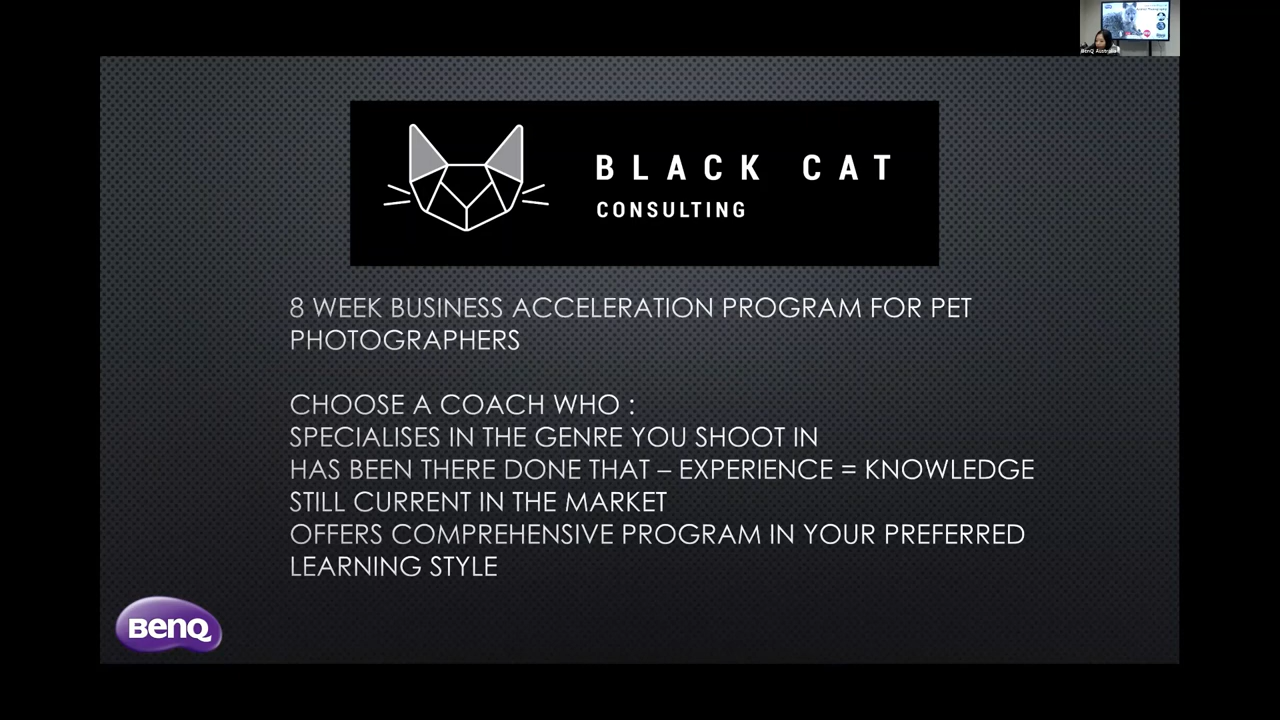 BLACK CAT
CONSULTING
8 WEEK BUSINESS ACCELERATION PROGRAM FOR PET
PHOTOGRAPHERS
CHOOSE A COACH WHO :
SPECIALISES IN THE GENRE YOU SHOOT IN
HAS BEEN THERE DONE THAT – EXPERIENCE = KNOWLEDGE
STILL CURRENT IN THE MARKET
OFFERS COMPREHENSIVE PROGRAM IN YOUR PREFERRED
LEARNING STYLE
BenQ
BenQ Australia